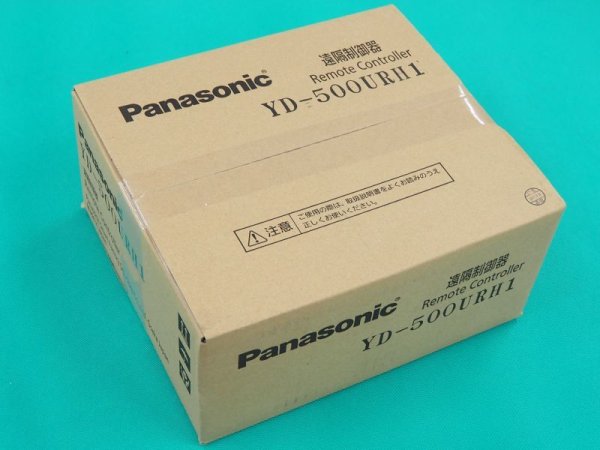 Panasonic
遠隔制御器
Remote Controller
YD-500URH1
注意
ご使用の際は、取扱説明書をよくお読みのうえ
正しくお使いください。
Panasonic
遠隔制御器
Remote Controller
YD-500URH1
Panasonic